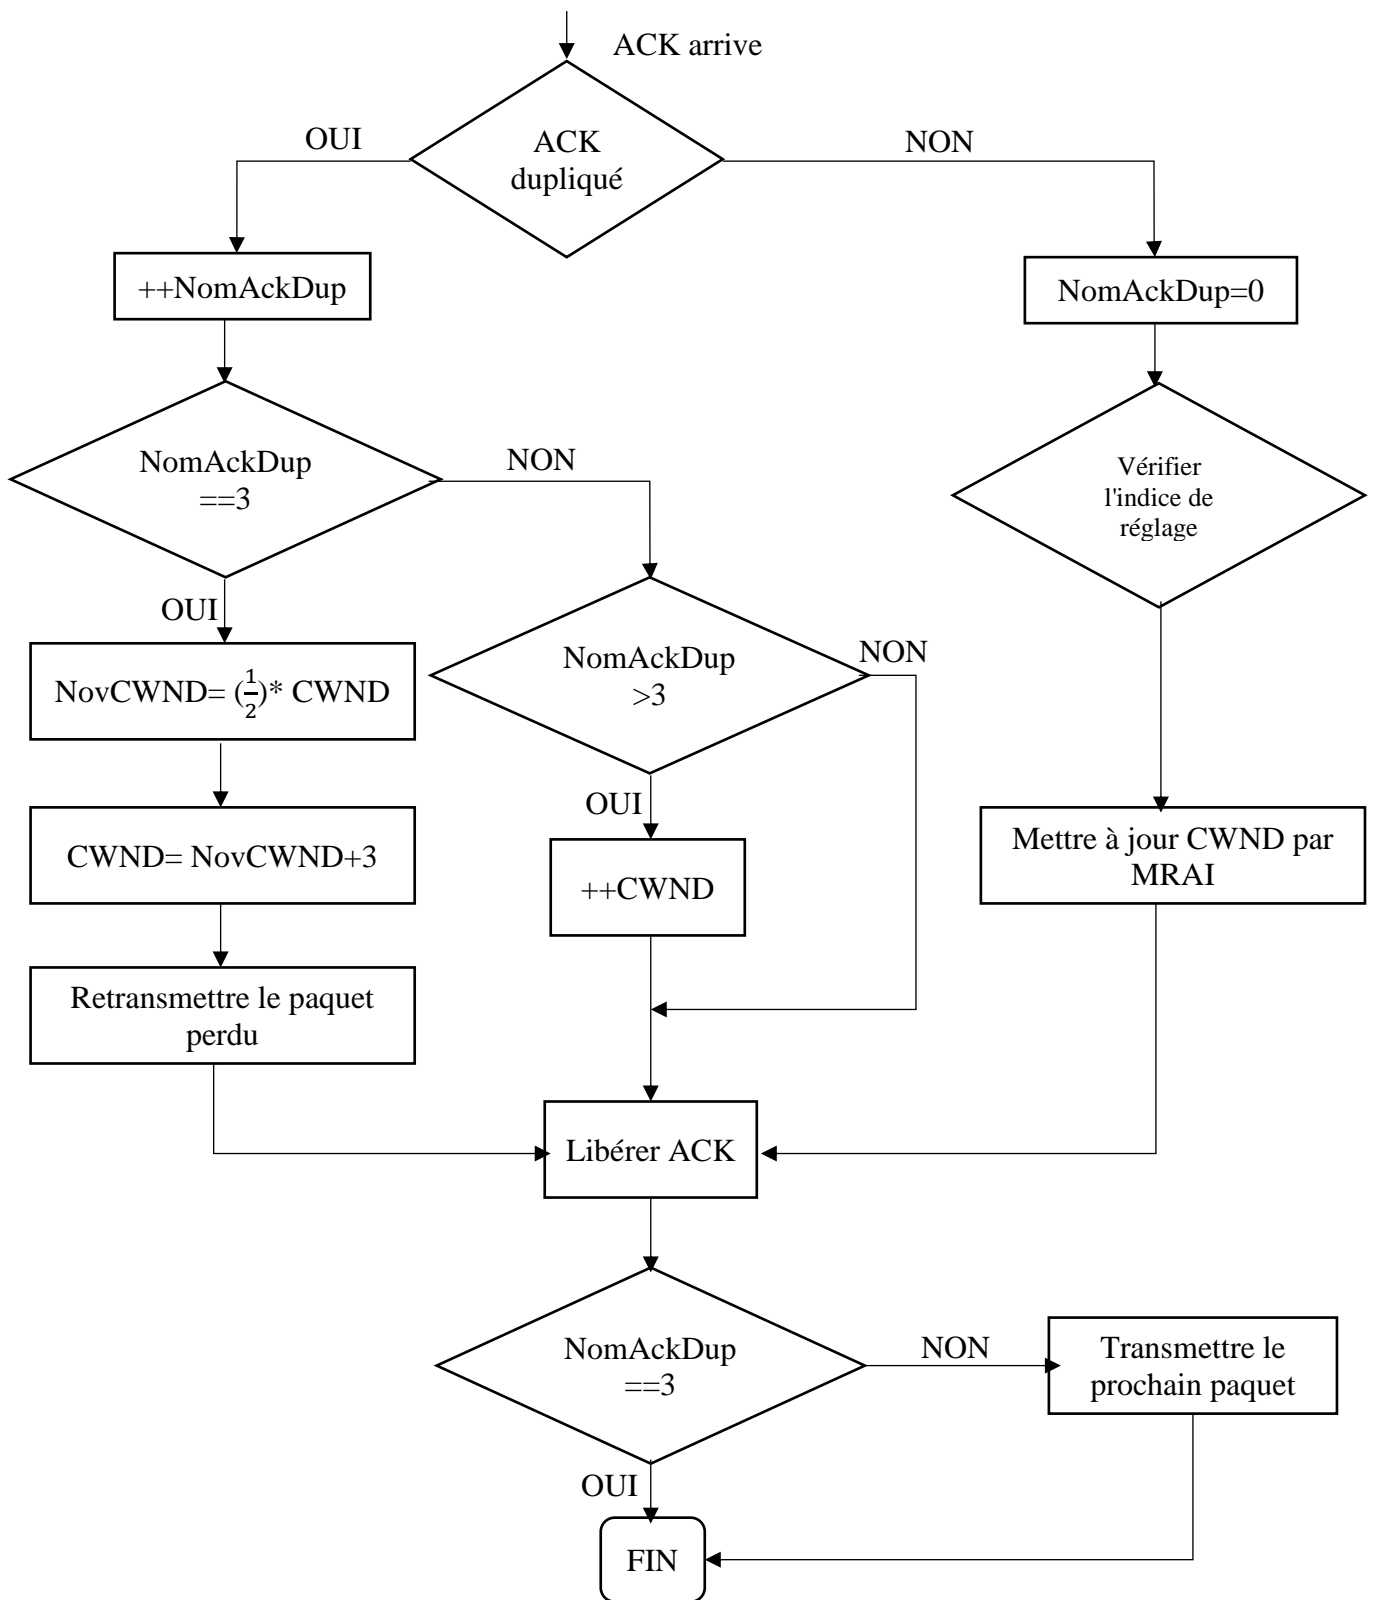 ACK arrive
ACK
dupliqué
OUI
NON
++NomAckDup
NomAckDup=0
NomAckDup
==3
NON
Vérifier
l'indice de
réglage
OUI
NovCWND= (1/2)* CWND
NomAckDup
>3
NON
OUI
CWND= NovCWND+3
++CWND
Mettre à jour CWND par
MRAI
Retransmettre le paquet
perdu
Libérer ACK
NomAckDup
==3
NON
Transmettre le
prochain paquet
OUI
FIN